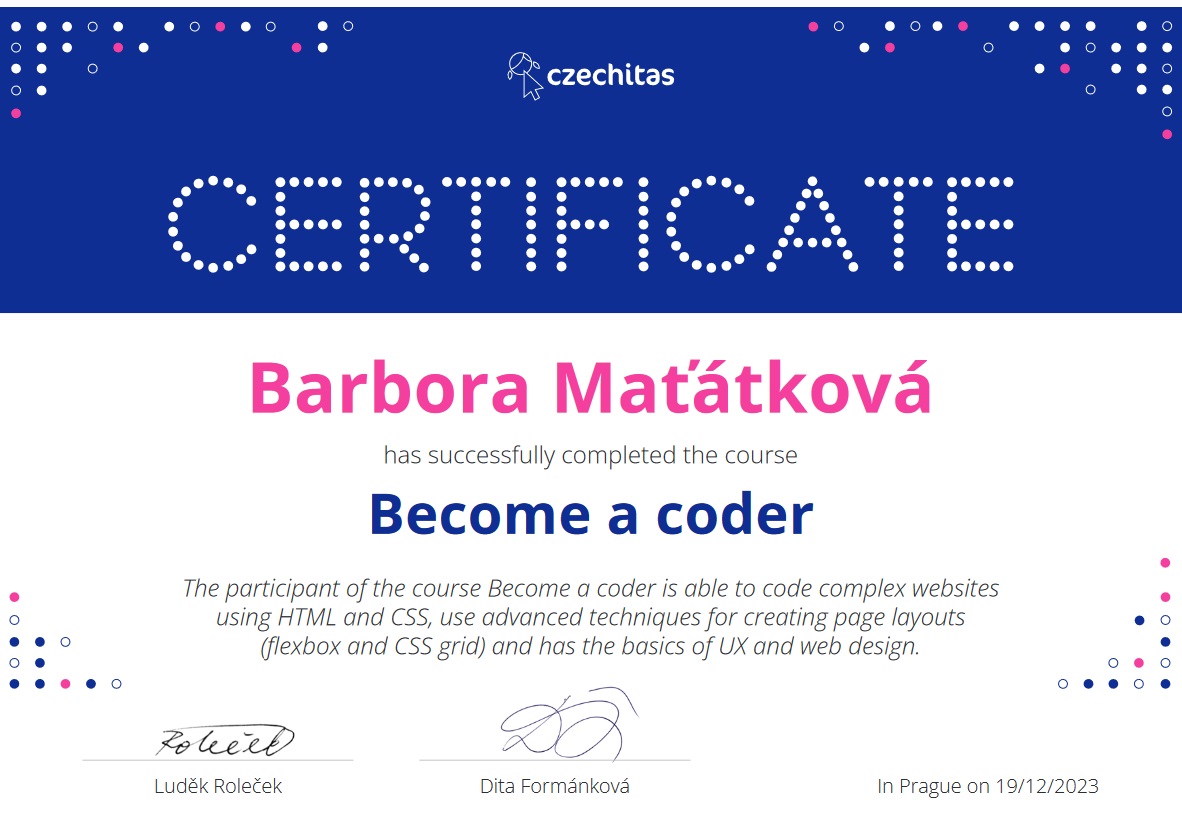 czechitas
CERTIFICATE
Barbora Maťátková
has successfully completed the course
Become a coder
The participant of the course Become a coder is able to code complex websites
using HTML and CSS, use advanced techniques for creating page layouts
(flexbox and CSS grid) and has the basics of UX and web design.
Roleček
Luděk Roleček
Dita Formánková
In Prague on 19/12/2023